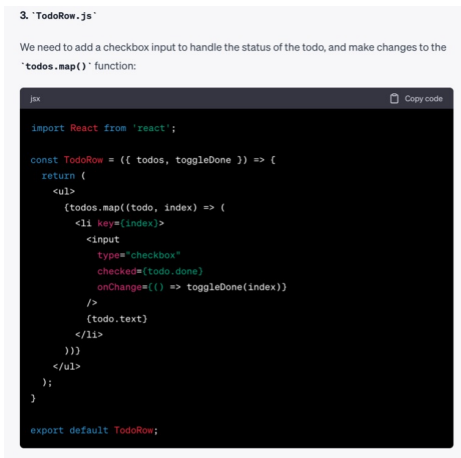 3. `TodoRow.js`
We need to add a checkbox input to handle the status of the todo, and make changes to the
`todos.map()` function:
jsx
Copy code
import React from 'react';
const TodoRow = ({ todos, toggleDone }) => {
  return (
    <ul>
      {todos.map((todo, index) => (
        <li key={index}>
          <input
            type="checkbox"
            checked={todo.done}
            onChange={() => toggleDone(index)}
          />
          {todo.text}
        </li>
      ))}
    </ul>
  );
}
export default TodoRow;